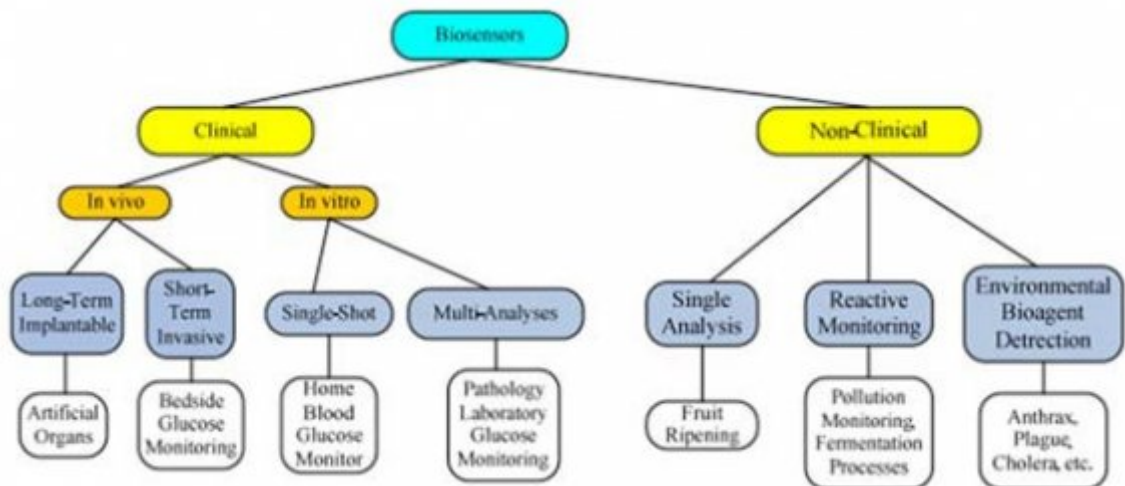 Biosensors
Clinical
Non-Clinical
In vivo
In vitro
Long-Term
Implantable
Short-
Term
Invasive
Single-Shot
Multi-Analyses
Single
Analysis
Reactive
Monitoring
Environmental
Bioagent
Detrection
Artificial
Organs
Bedside
Glucose
Monitoring
Home
Blood
Glucose
Monitor
Pathology
Laboratory
Glucose
Monitoring
Fruit
Ripening
Pollution
Monitoring,
Fermentation
Processes
Anthrax,
Plague,
Cholera, etc.